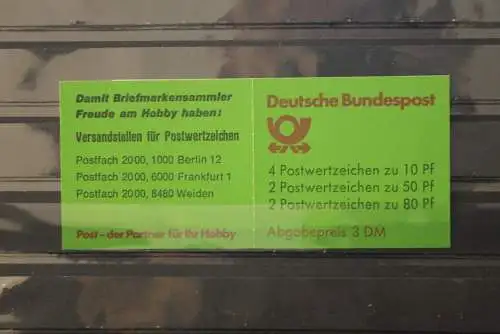 Damit Briefmarkensammler
Freude am Hobby haben:
Versandstellen für Postwertzeichen
Postfach 2000, 1000 Berlin 12
Postfach 2000, 6000 Frankfurt 1
Postfach 2000, 8480 Weiden
Post - der Partner für Ihr Hobby
Deutsche Bundespost
4 Postwertzeichen zu 10 Pf
2 Postwertzeichen zu 50 Pf
2 Postwertzeichen zu 80 Pf
Abgabepreis 3 DM